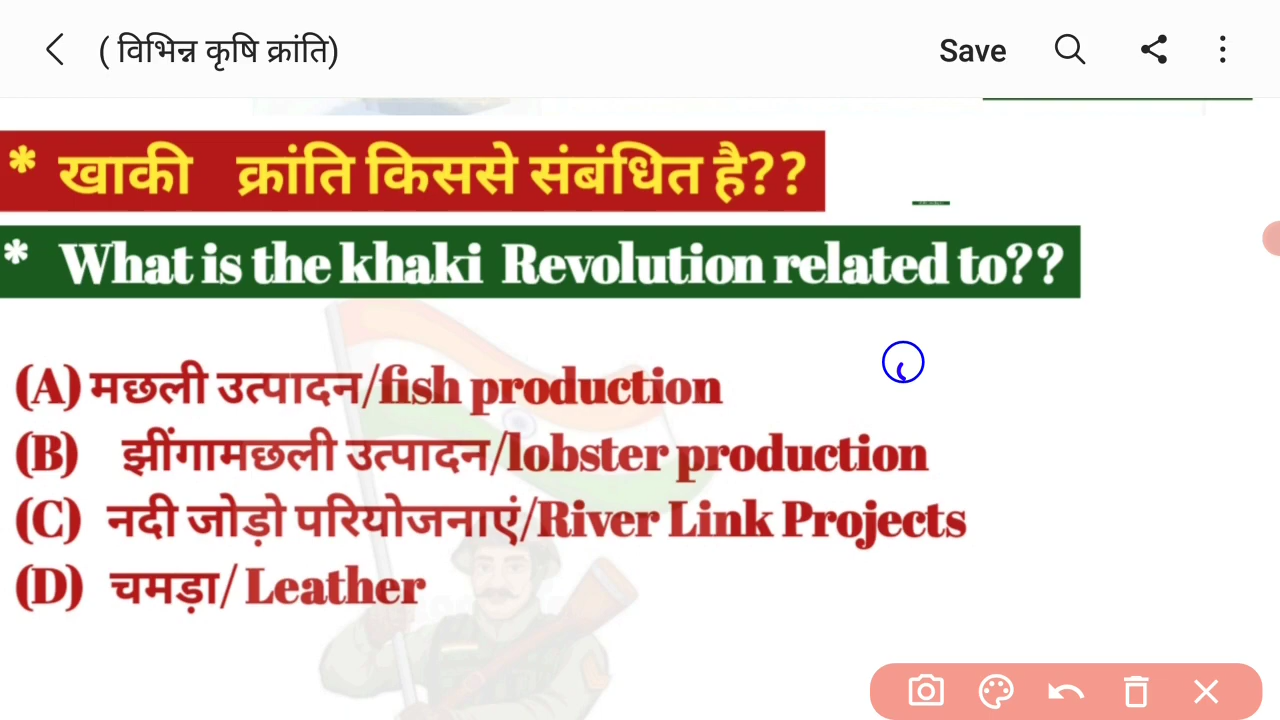 ( विभिन्न कृषि क्रांति)
Save
* खाकी क्रांति किससे संबंधित है??
* What is the khaki Revolution related to??
(A) मछली उत्पादन/fish production
(B) झींगामछली उत्पादन/lobster production
(C) नदी जोड़ो परियोजनाएं/River Link Projects
(D) चमड़ा/ Leather